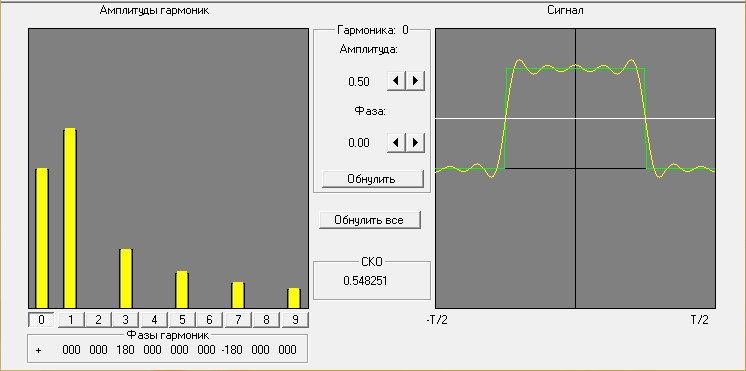 Амплитуды гармоник
Гармоника: 0
Амплитуда:
0.50
Фаза:
0.00
Обнулить
Обнулить все
СКО
0.548251
Сигнал
-T/2 T/2
0 1 2 3 4 5 6 7 8 9
Фазы гармоник
+ 000 000 180 000 000 000 -180 000 000